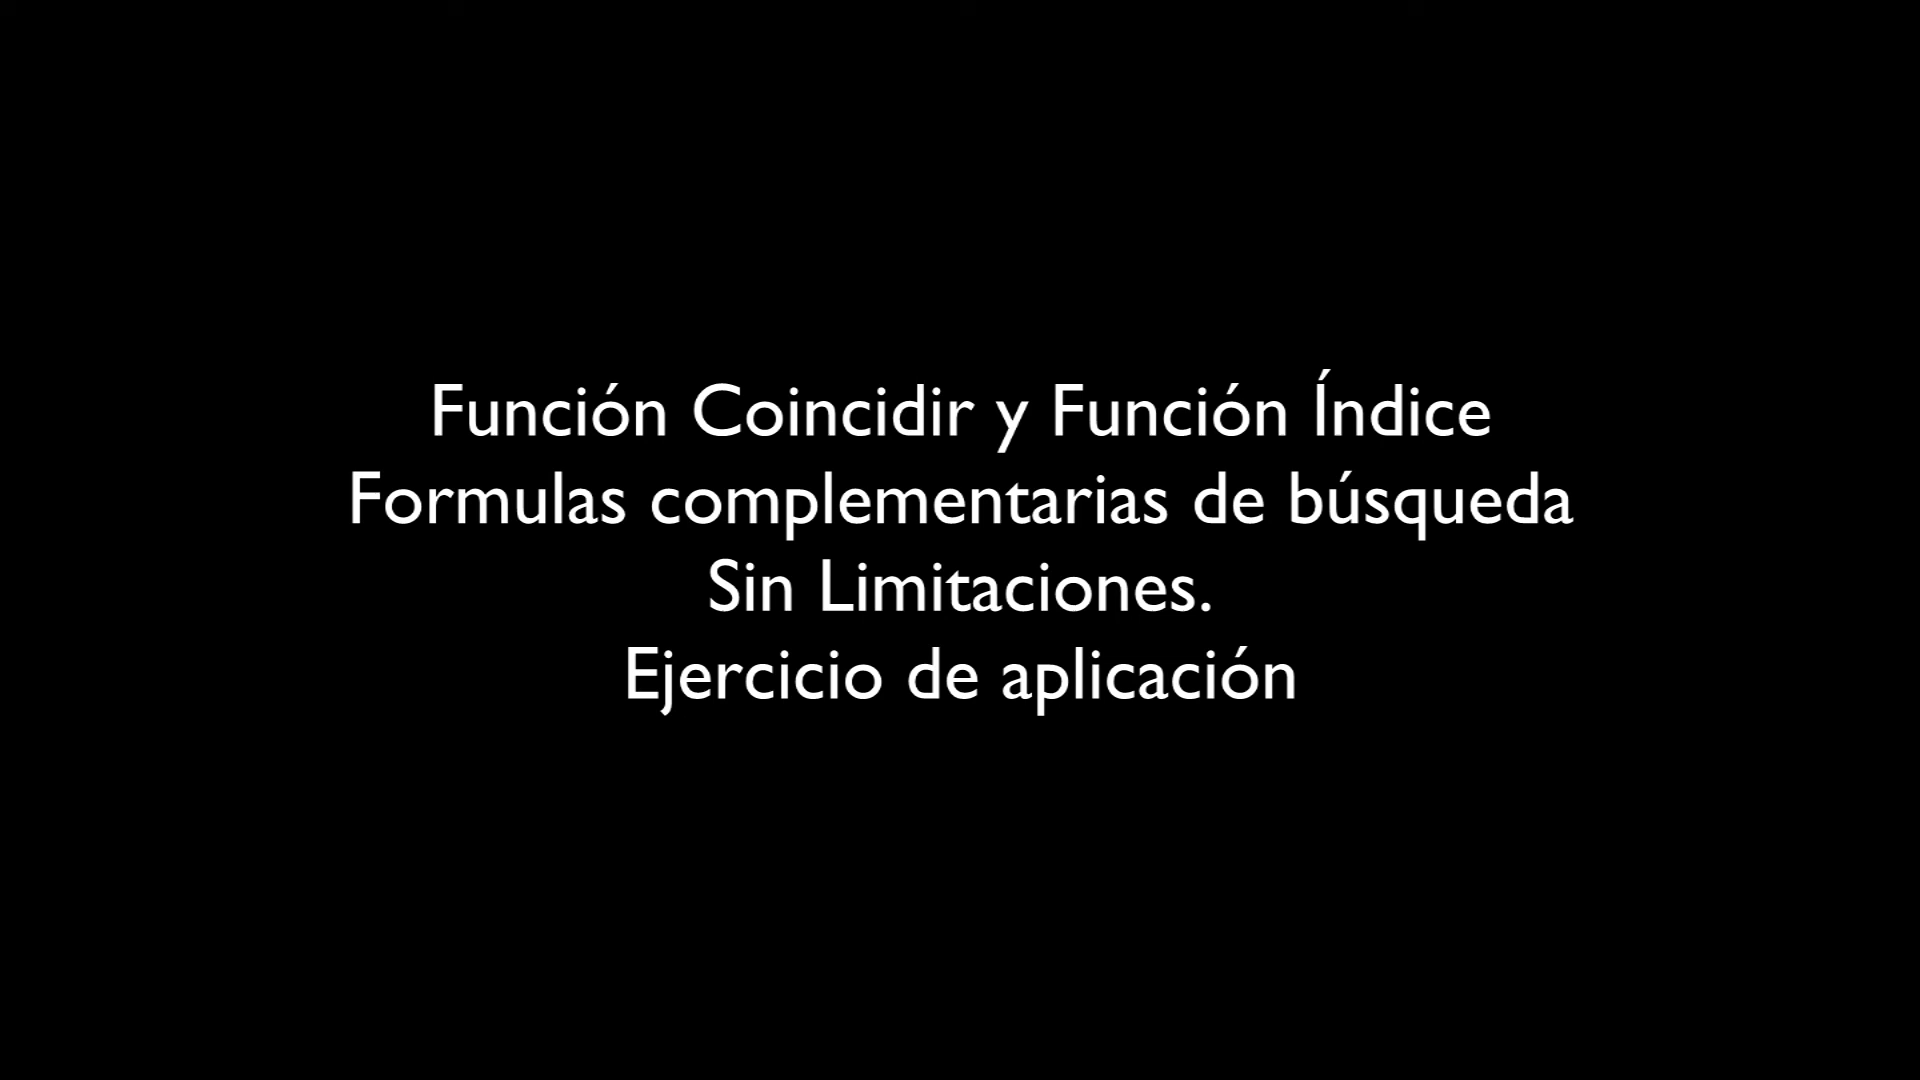 Función Coincidir y Función Índice
Formulas complementarias de búsqueda
Sin Limitaciones.
Ejercicio de aplicación